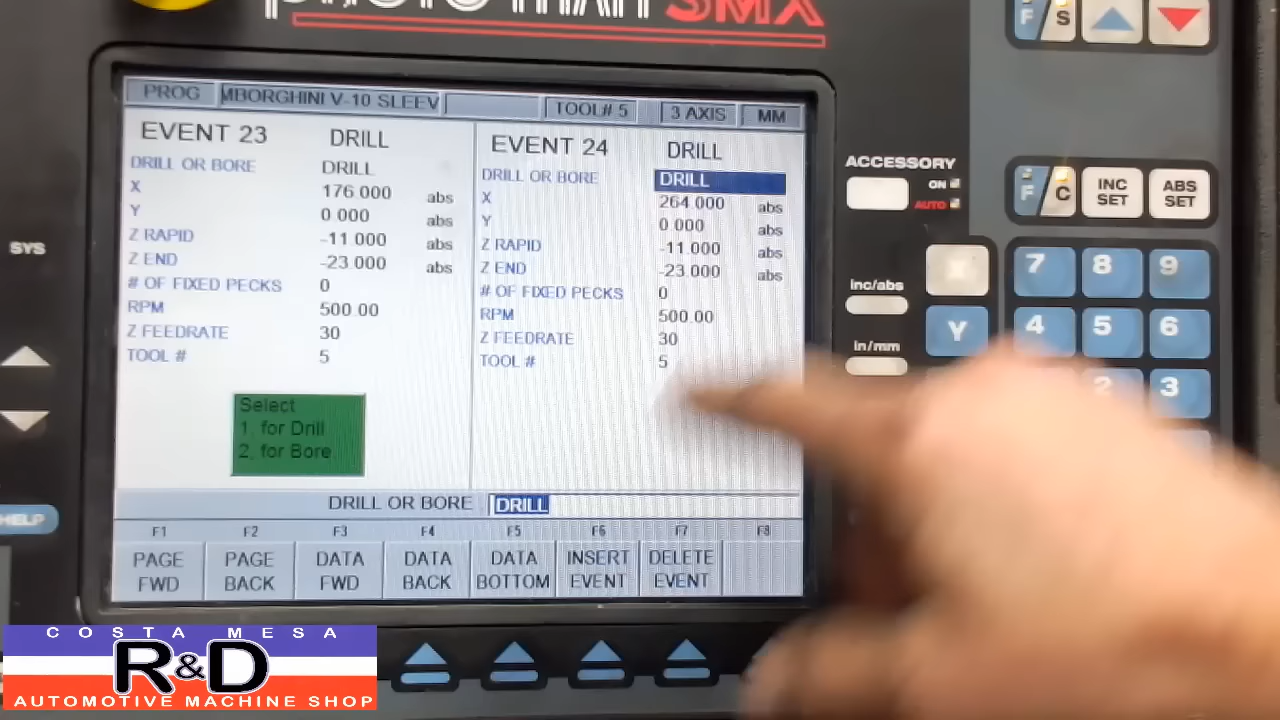 SMX
PROG MBORGHINI V-10 SLEEV TOOL# 5 3 AXIS MM
EVENT 23 DRILL
DRILL OR BORE DRILL
X 176.000 abs
Y 0.000 abs
Z RAPID -11.000 abs
Z END -23.000 abs
# OF FIXED PECKS 0
RPM 500.00
Z FEEDRATE 30
TOOL # 5
Select
1, for Drill
2, for Bore
EVENT 24 DRILL
DRILL OR BORE DRILL
X 264.000 abs
Y 0.000 abs
Z RAPID -11.000 abs
Z END -23.000 abs
# OF FIXED PECKS 0
RPM 500.00
Z FEEDRATE 30
TOOL # 5
DRILL OR BORE DRILL
F1 F2 F3 F4 F5 F6 F7 F8
PAGE FWD
PAGE BACK
DATA FWD
DATA BACK
DATA BOTTOM
INSERT EVENT
DELETE EVENT
SYS
HELP
ACCESSORY
ON
AUTO
inc/abs
in/mm
F/S
F/C
INC SET
ABS SET
7 8 9
Y 4 5 6
2 3
COSTA MESA
R&D
AUTOMOTIVE MACHINE SHOP